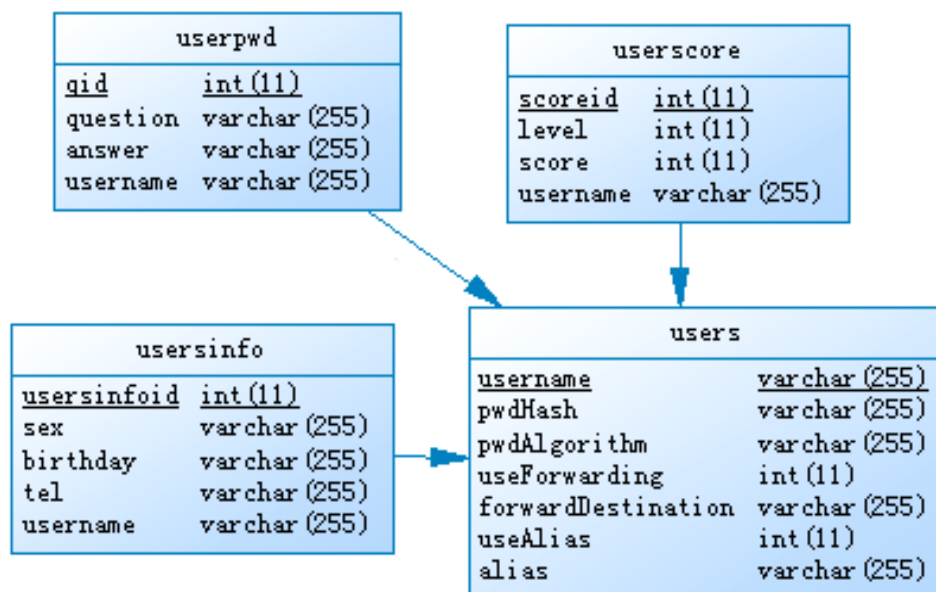 userpwd
qid int(11)
question varchar(255)
answer varchar(255)
username varchar(255)
userscore
scoreid int(11)
level int(11)
score int(11)
username varchar(255)
usersinfo
usersinfoid int(11)
sex varchar(255)
birthday varchar(255)
tel varchar(255)
username varchar(255)
users
username varchar(255)
pwdHash varchar(255)
pwdAlgorithm varchar(255)
useForwarding int(11)
forwardDestination varchar(255)
useAlias int(11)
alias varchar(255)